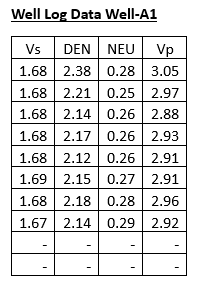 Well Log Data Well-A1
Vs DEN NEU Vp
1.68 2.38 0.28 3.05
1.68 2.21 0.25 2.97
1.68 2.14 0.26 2.88
1.68 2.17 0.26 2.93
1.68 2.12 0.26 2.91
1.69 2.15 0.27 2.91
1.68 2.18 0.28 2.96
1.67 2.14 0.29 2.92
- - - -
- - - -